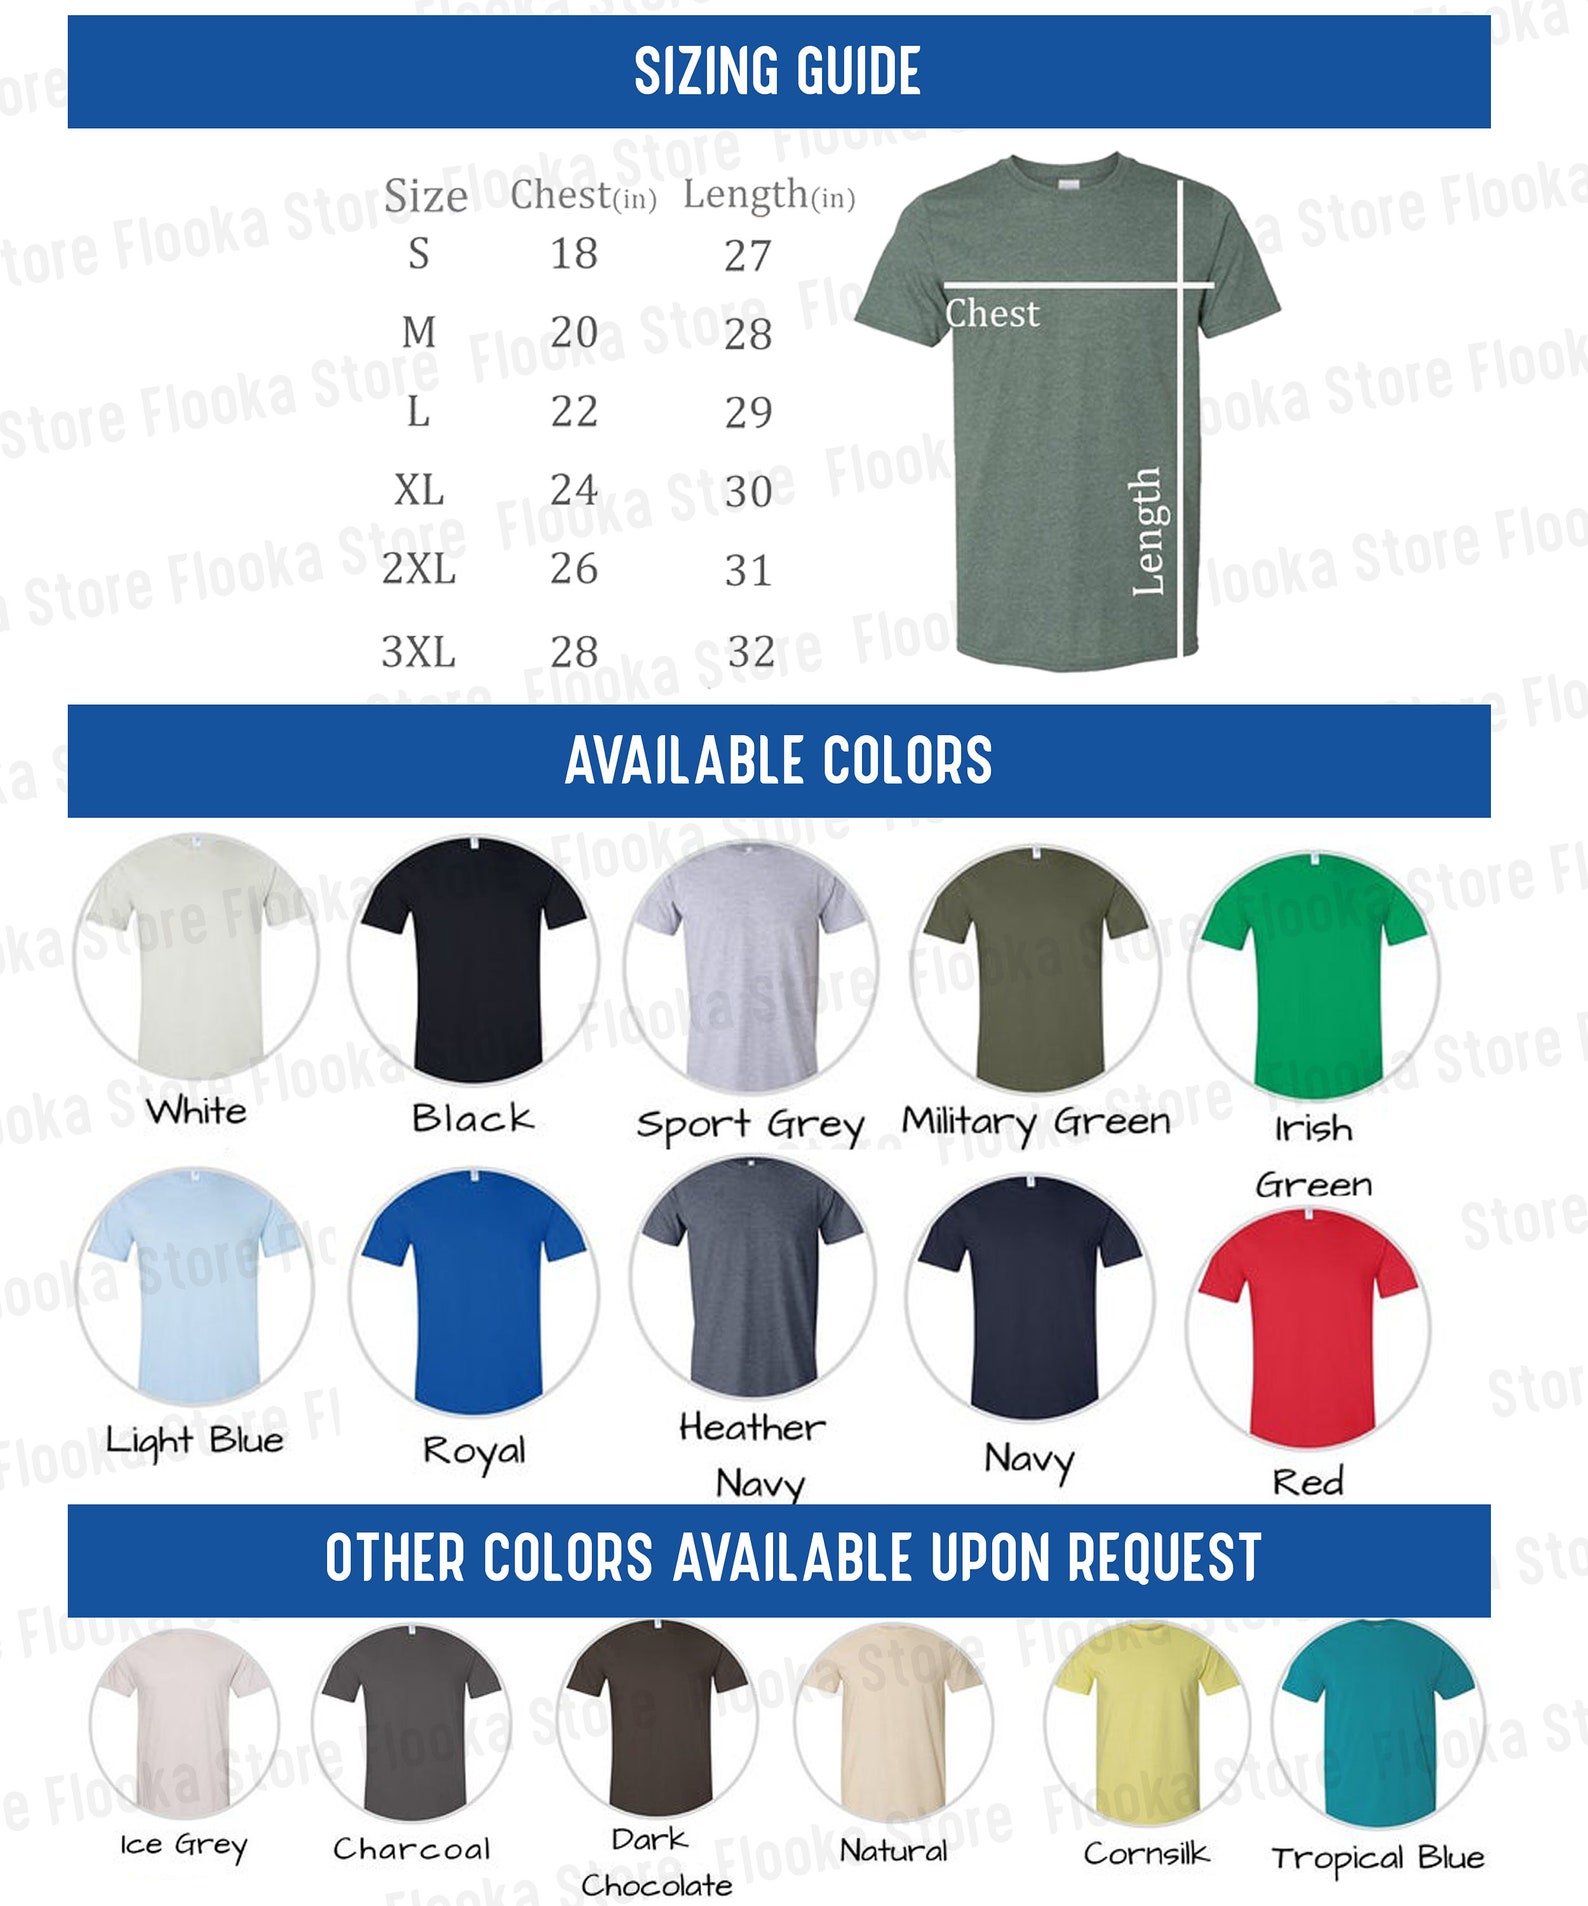 SIZING GUIDE
Size Chest(in) Length(in)
S 18 27
M 20 28
L 22 29
XL 24 30
2XL 26 31
3XL 28 32
Chest
Length
AVAILABLE COLORS
White
Black
Sport Grey
Military Green
Irish
Green
Light Blue
Royal
Heather
Navy
Navy
Red
OTHER COLORS AVAILABLE UPON REQUEST
Ice Grey
Charcoal
Dark
Chocolate
Natural
Cornsilk
Tropical Blue
Flooka Store